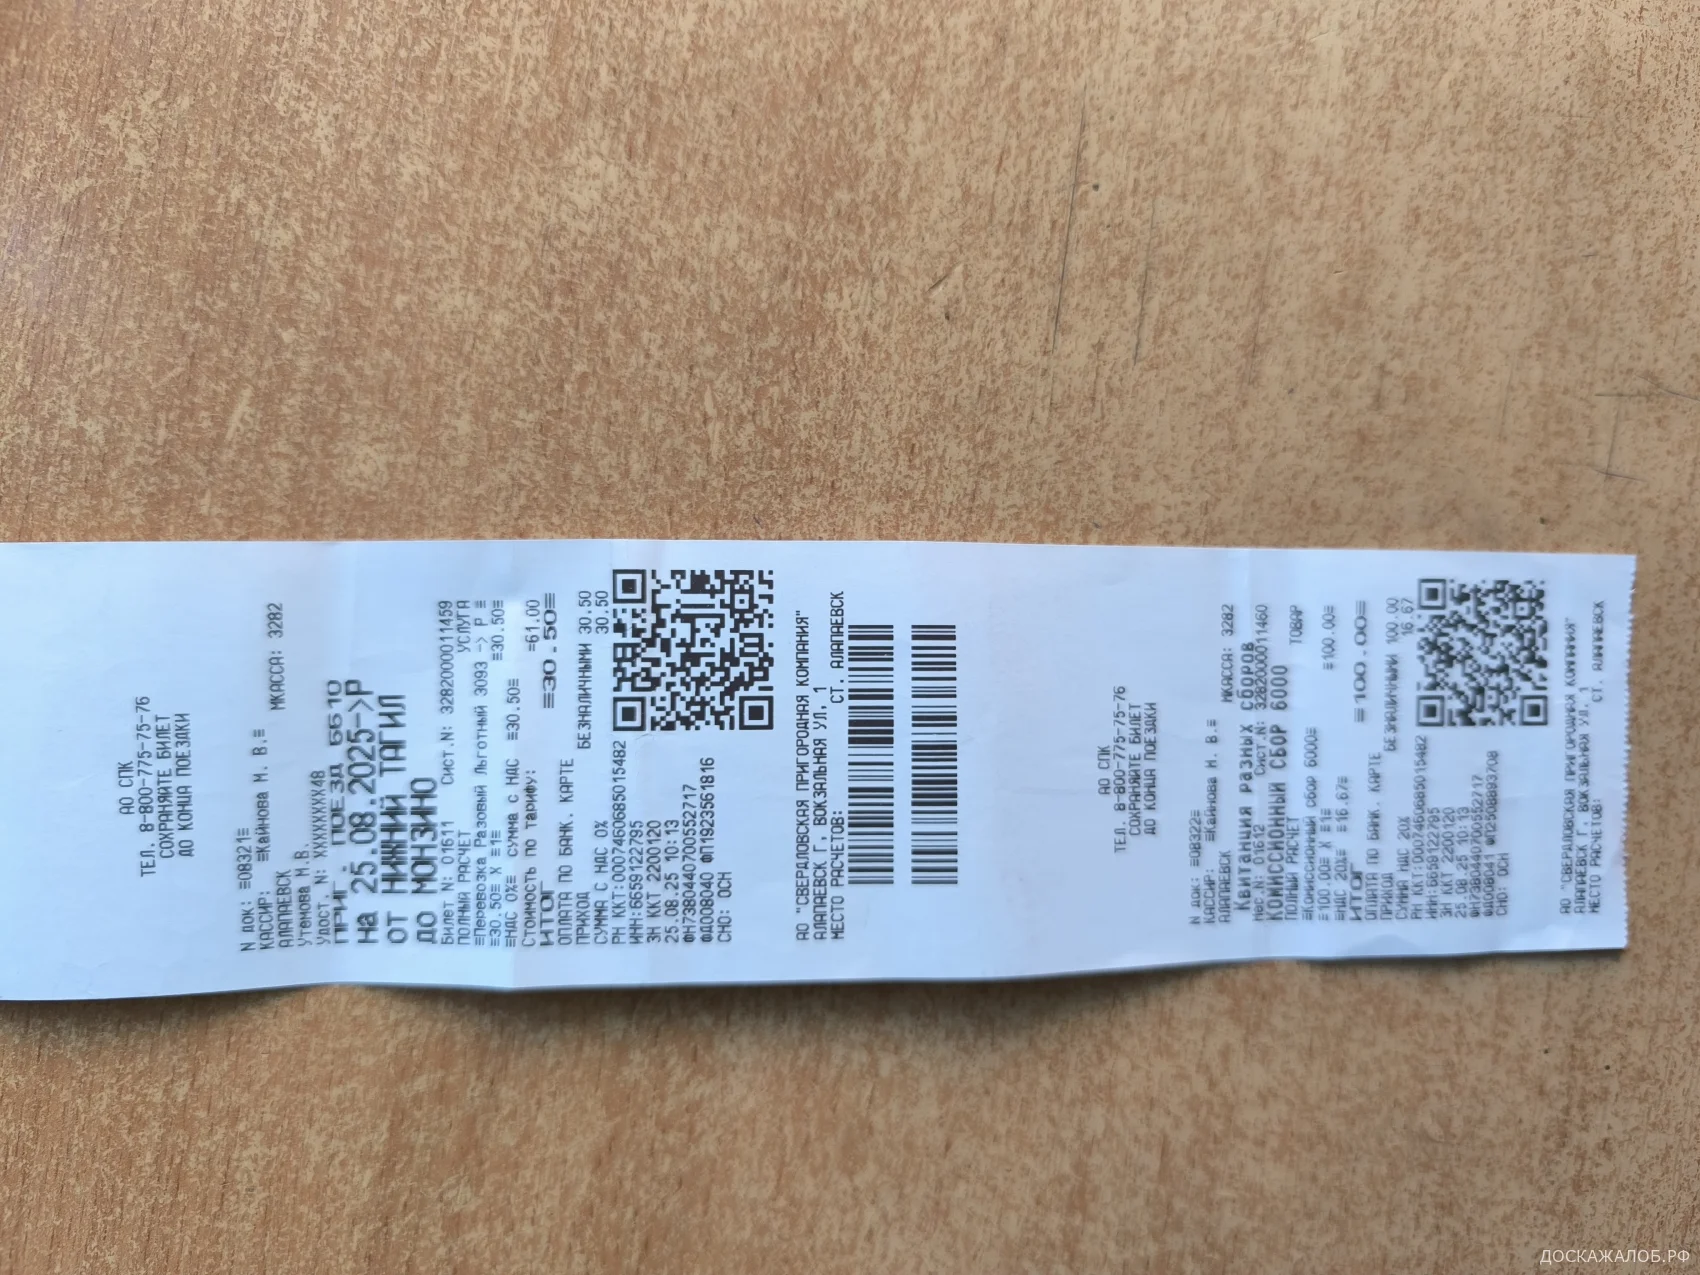 АО СПК
ТЕЛ. 8-800-775-75-76
СОХРАНЯЙТЕ БИЛЕТ
ДО КОНЦА ПОЕЗДКИ
N ДОК: ≡08321≡
КАССИР: ≡Кайнова М. В.≡
АЛАПАЕВСК МКАССА: 3282
Утемова М.В.
Удост. N: XXXXXXXX48
ПРИГ. ПОЕЗД 6610
на 25.08.2025->Р
ОТ НИЖНИЙ ТАГИЛ
ДО МОНЗИНО
Билет N: 01611 Сист.N: 3282000011459
ПОЛНЫЙ РАСЧЕТ УСЛУГА
≡Перевозка Разовый Льготный 3093 -> Р ≡
≡30.50≡ X ≡1≡ ≡30.50≡
≡НДС 0%≡ сумма с НДС ≡30.50≡
Стоимость по тарифу: ≡61.00
ИТОГ ≡30.50≡
ОПЛАТА ПО БАНК. КАРТЕ
ПРИХОД БЕЗНАЛИЧНЫМИ 30.50
СУММА С НДС 0% 30.50
РН ККТ:0007460685015482
ИНН:6659122795
ЗН ККТ 2200120
25.08.25 10:13
ФН7380440700552717
ФД008040 ФП1192356181​6
СНО: ОСН
АО "СВЕРДЛОВСКАЯ ПРИГОРОДНАЯ КОМПАНИЯ"
АЛАПАЕВСК Г, ВОКЗАЛЬНАЯ УЛ, 1
МЕСТО РАСЧЕТОВ: СТ. АЛАПАЕВСК
АО СПК
ТЕЛ. 8-800-775-75-76
СОХРАНЯЙТЕ БИЛЕТ
ДО КОНЦА ПОЕЗДКИ
N ДОК: ≡08322≡
КАССИР: ≡Кайнова М. В.≡
АЛАПАЕВСК МКАССА: 3282
Квитанция разных сборов
Рес.N: 01612 Сист.N: 3282000011460
КОМИССИОННЫЙ СБОР 6000
ПОЛНЫЙ РАСЧЕТ ТОВАР
≡Комиссионный сбор 6000≡
≡100.00≡ X ≡1≡ ≡100.00≡
≡НДС 20%≡ ≡16.67≡
ИТОГ ≡100.00≡
ОПЛАТА ПО БАНК. КАРТЕ
ПРИХОД БЕЗНАЛИЧНЫМИ 100.00
СУММА НДС 20% 16.67
РН ККТ:0007460685015482
ИНН:6659122795
ЗН ККТ 2200120
25.08.25 10:13
ФН7380440700552717
ФД008041 ФП2508893708
СНО: ОСН
АО "СВЕРДЛОВСКАЯ ПРИГОРОДНАЯ КОМПАНИЯ"
АЛАПАЕВСК Г, ВОКЗАЛЬНАЯ УЛ, 1
МЕСТО РАСЧЕТОВ: СТ. АЛАПАЕВСК
ДОСКАЖАЛОБ.РФ